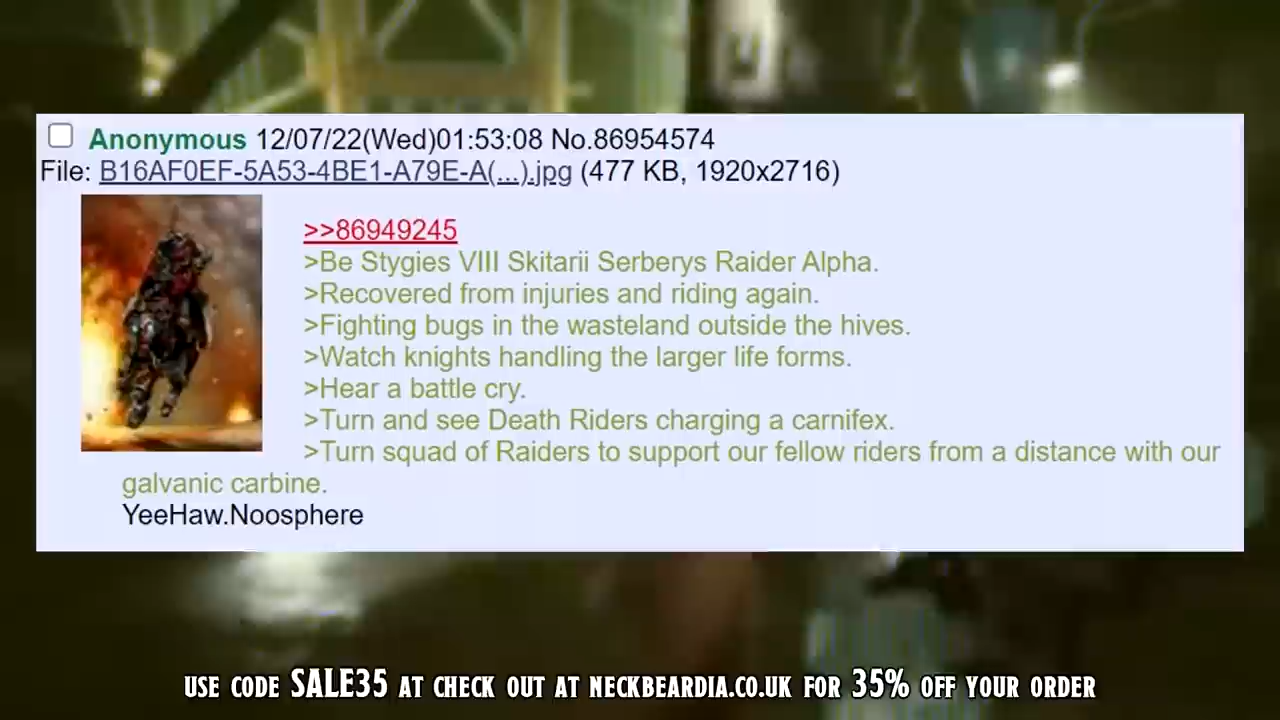 Anonymous 12/07/22(Wed)01:53:08 No.86954574
File: B16AF0EF-5A53-4BE1-A79E-A(...).jpg (477 KB, 1920x2716)
>>86949245
>Be Stygies VIII Skitarii Serberys Raider Alpha.
>Recovered from injuries and riding again.
>Fighting bugs in the wasteland outside the hives.
>Watch knights handling the larger life forms.
>Hear a battle cry.
>Turn and see Death Riders charging a carnifex.
>Turn squad of Raiders to support our fellow riders from a distance with our
galvanic carbine.
YeeHaw.Noosphere
USE CODE SALE35 AT CHECK OUT AT NECKBEARDIA.CO.UK FOR 35% OFF YOUR ORDER